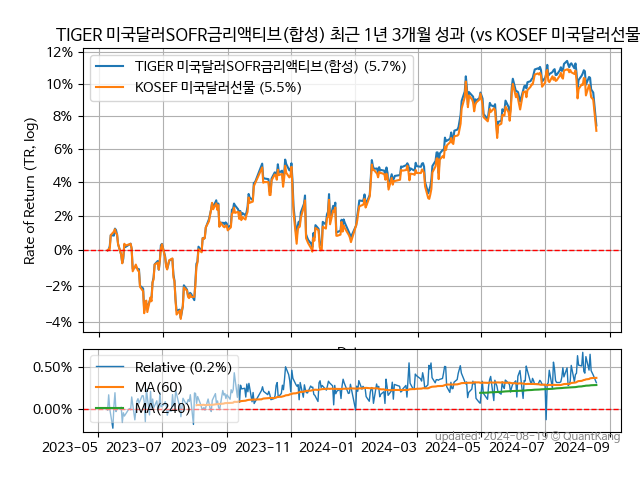 TIGER 미국달러SOFR금리액티브(합성) 최근 1년 3개월 성과 (vs KOSEF 미국달러선물
12%
10%
8%
6%
4%
2%
0%
−2%
−4%
Rate of Return (TR, log)
TIGER 미국달러SOFR금리액티브(합성) (5.7%)
KOSEF 미국달러선물 (5.5%)
0.50%
0.00%
Relative (0.2%)
MA(60)
MA(240)
updated: 2024-08-19 © QuantKang
2023-05 2023-07 2023-09 2023-11 2024-01 2024-03 2024-05 2024-07 2024-09